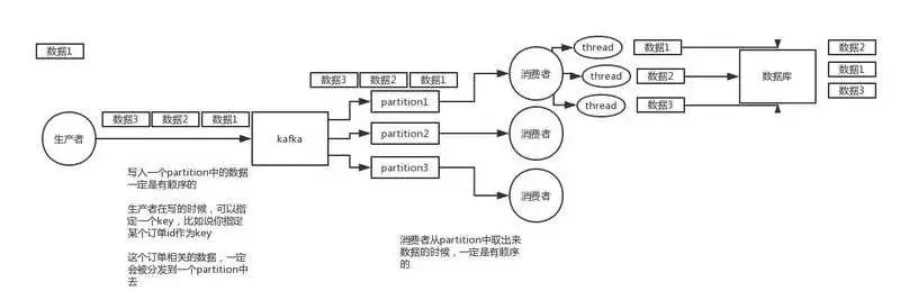 数据1
数据3 数据2 数据1
生产者
kafka
数据3 数据2 数据1
partition1
partition2
partition3
消费者
消费者
消费者
thread
thread
thread
数据1
数据2
数据3
数据库
数据2
数据1
数据3
写入一个partition中的数据
一定是有顺序的
生产者在写的时候，可以指
定一个key，比如说你指定
某个订单id作为key
这个订单相关的数据，一定
会被分发到一个partition中
去
消费者从partition中取出来
数据的时候，一定是有顺序
的